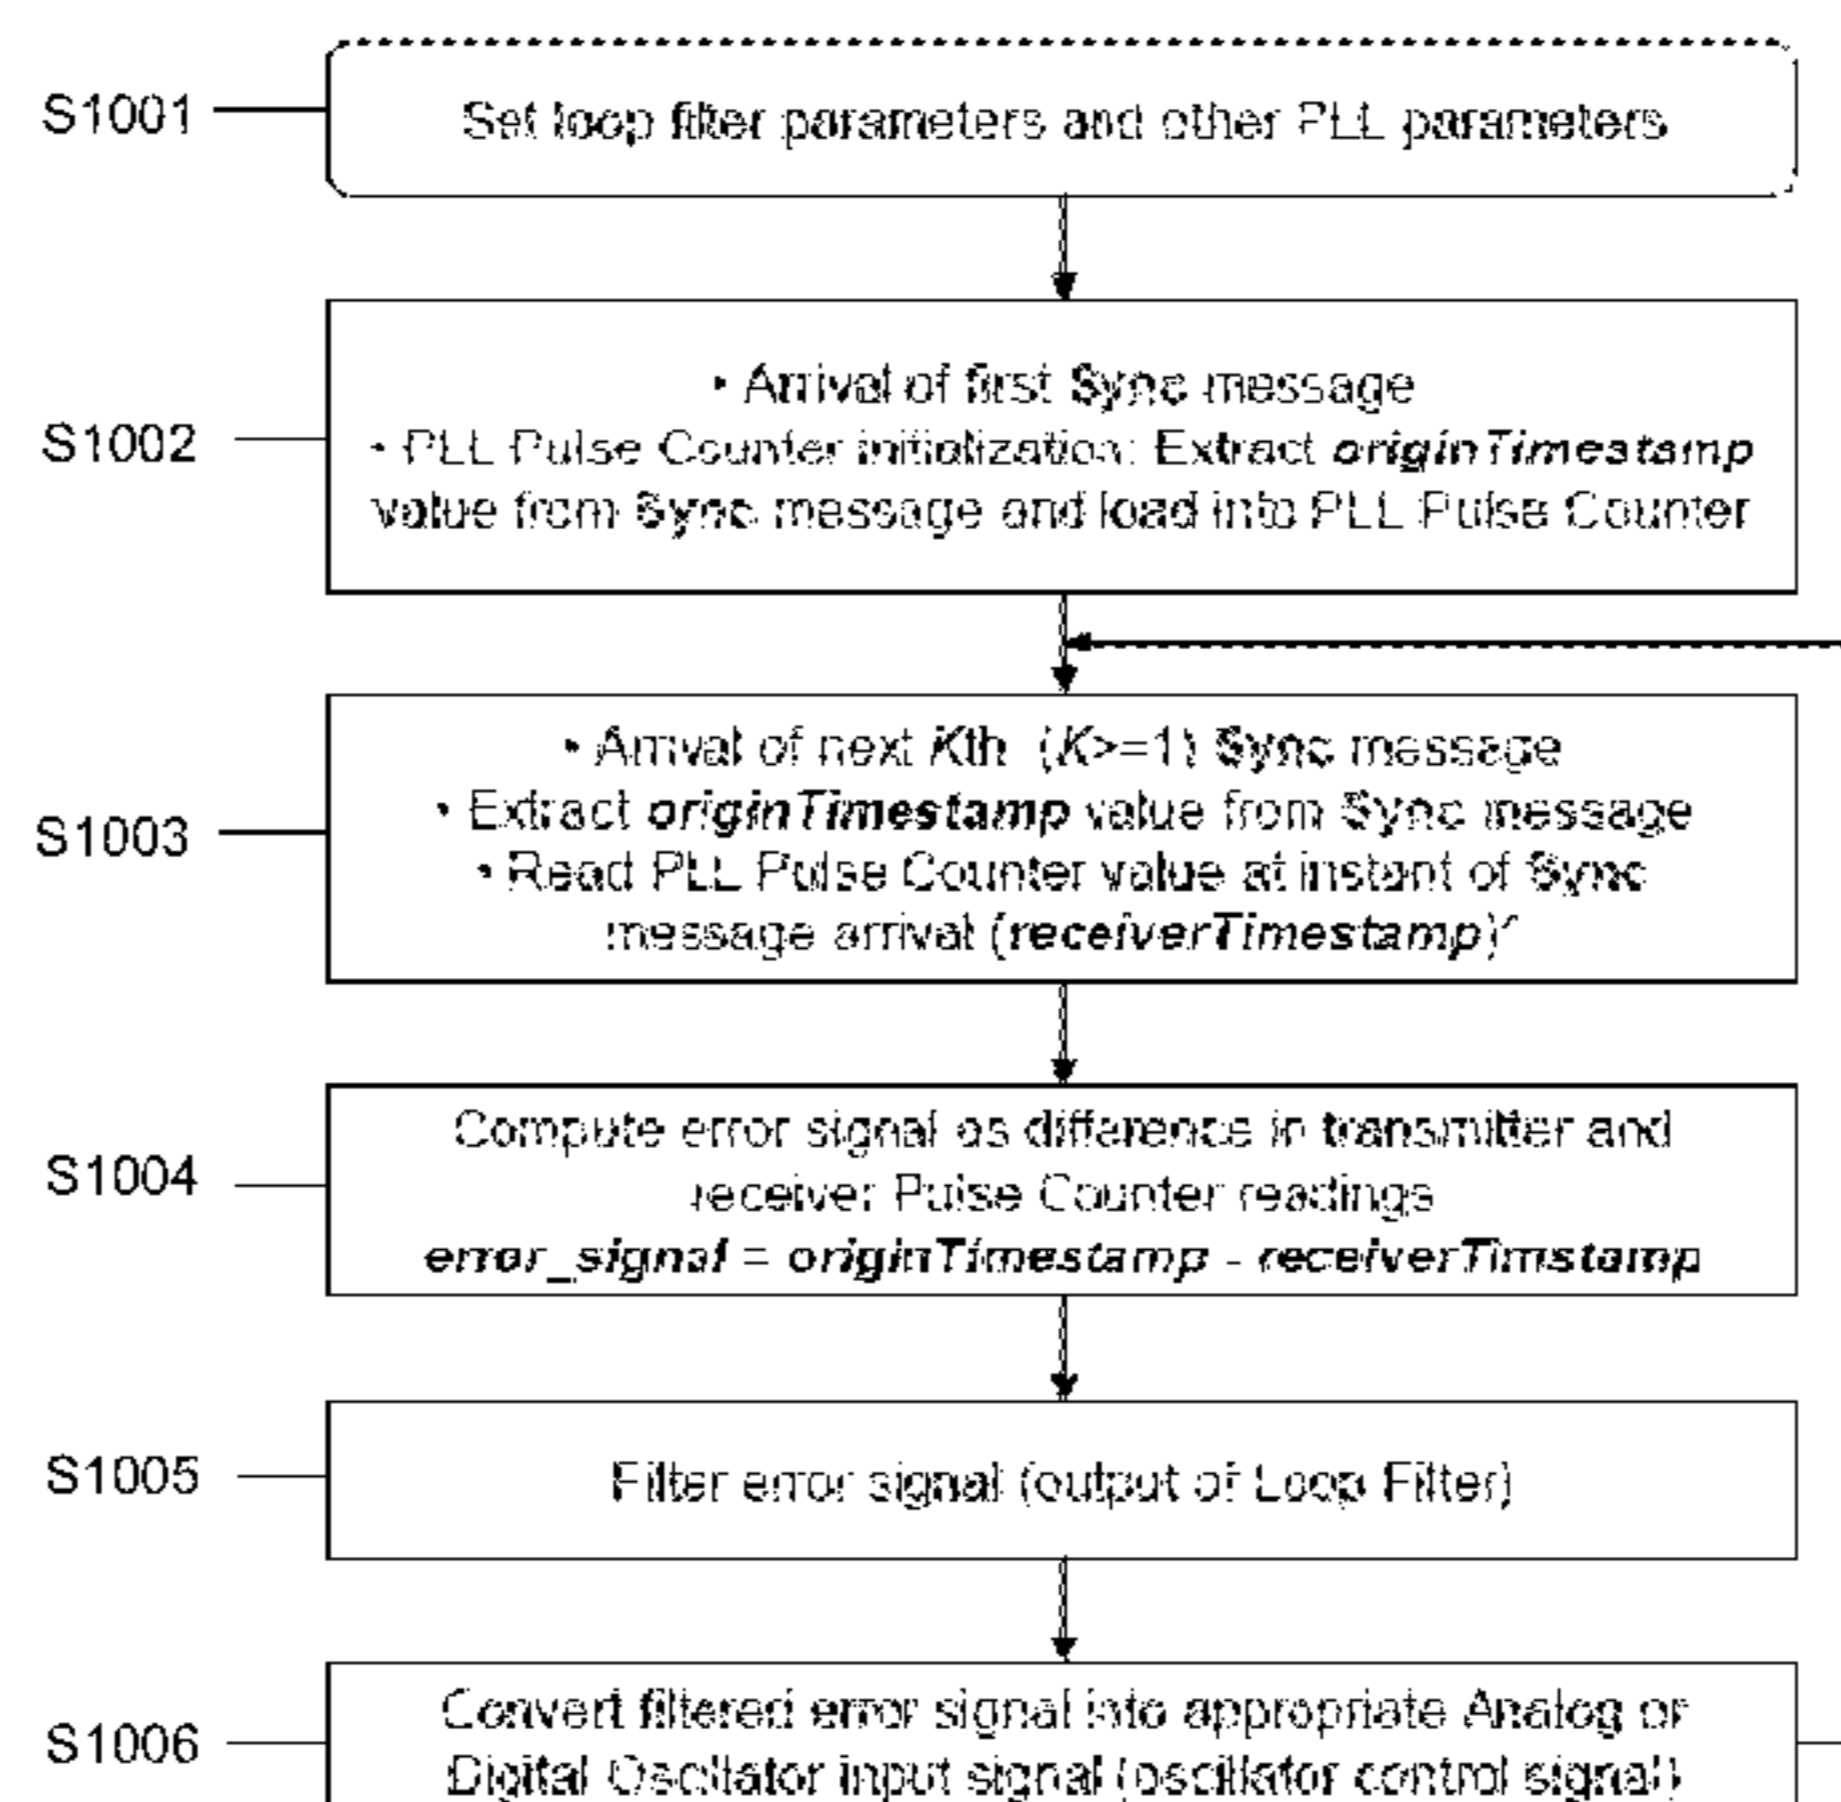 S1001
Set loop filter parameters and other PLL parameters
S1002
• Arrival of first Sync message
• PLL Pulse Counter initialization: Extract originTimestamp
value from Sync message and load into PLL Pulse Counter
S1003
• Arrival of next Kth (K>=1) Sync message
• Extract originTimestamp value from Sync message
• Read PLL Pulse Counter value at instant of Sync
message arrival (receiverTimestamp)
S1004
Compute error signal as difference in transmitter and
receiver Pulse Counter readings
error_signal = originTimestamp - receiverTimstamp
S1005
Filter error signal (output of Loop Filter)
S1006
Convert filtered error signal into appropriate Analog or
Digital Oscillator input signal (oscillator control signal)